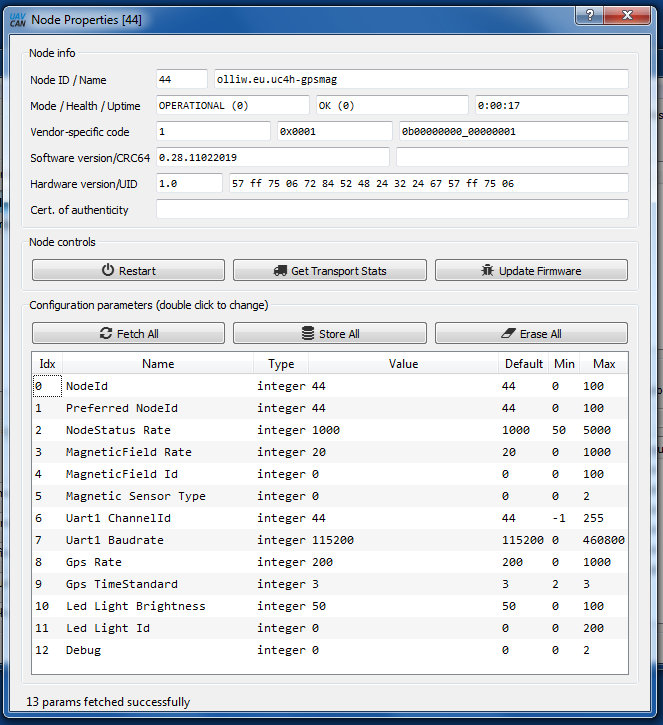 UAV CAN Node Properties [44] ?
Node info
Node ID / Name 44 olliw.eu.uc4h-gpsmag
Mode / Health / Uptime OPERATIONAL (0) OK (0) 0:00:17
Vendor-specific code 1 0x0001 0b00000000_00000001
Software version/CRC64 0.28.11022019
Hardware version/UID 1.0 57 ff 75 06 72 84 52 48 24 32 24 67 57 ff 75 06
Cert. of authenticity
Node controls
Restart Get Transport Stats Update Firmware
Configuration parameters (double click to change)
Fetch All Store All Erase All
Idx Name Type Value Default Min Max
0 NodeId integer 44 44 0 100
1 Preferred NodeId integer 44 44 0 100
2 NodeStatus Rate integer 1000 1000 50 5000
3 MagneticField Rate integer 20 20 0 1000
4 MagneticField Id integer 0 0 0 100
5 Magnetic Sensor Type integer 0 0 0 2
6 Uart1 ChannelId integer 44 44 -1 255
7 Uart1 Baudrate integer 115200 115200 0 460800
8 Gps Rate integer 200 200 0 1000
9 Gps TimeStandard integer 3 3 2 3
10 Led Light Brightness integer 50 50 0 100
11 Led Light Id integer 0 0 0 200
12 Debug integer 0 0 0 2
13 params fetched successfully